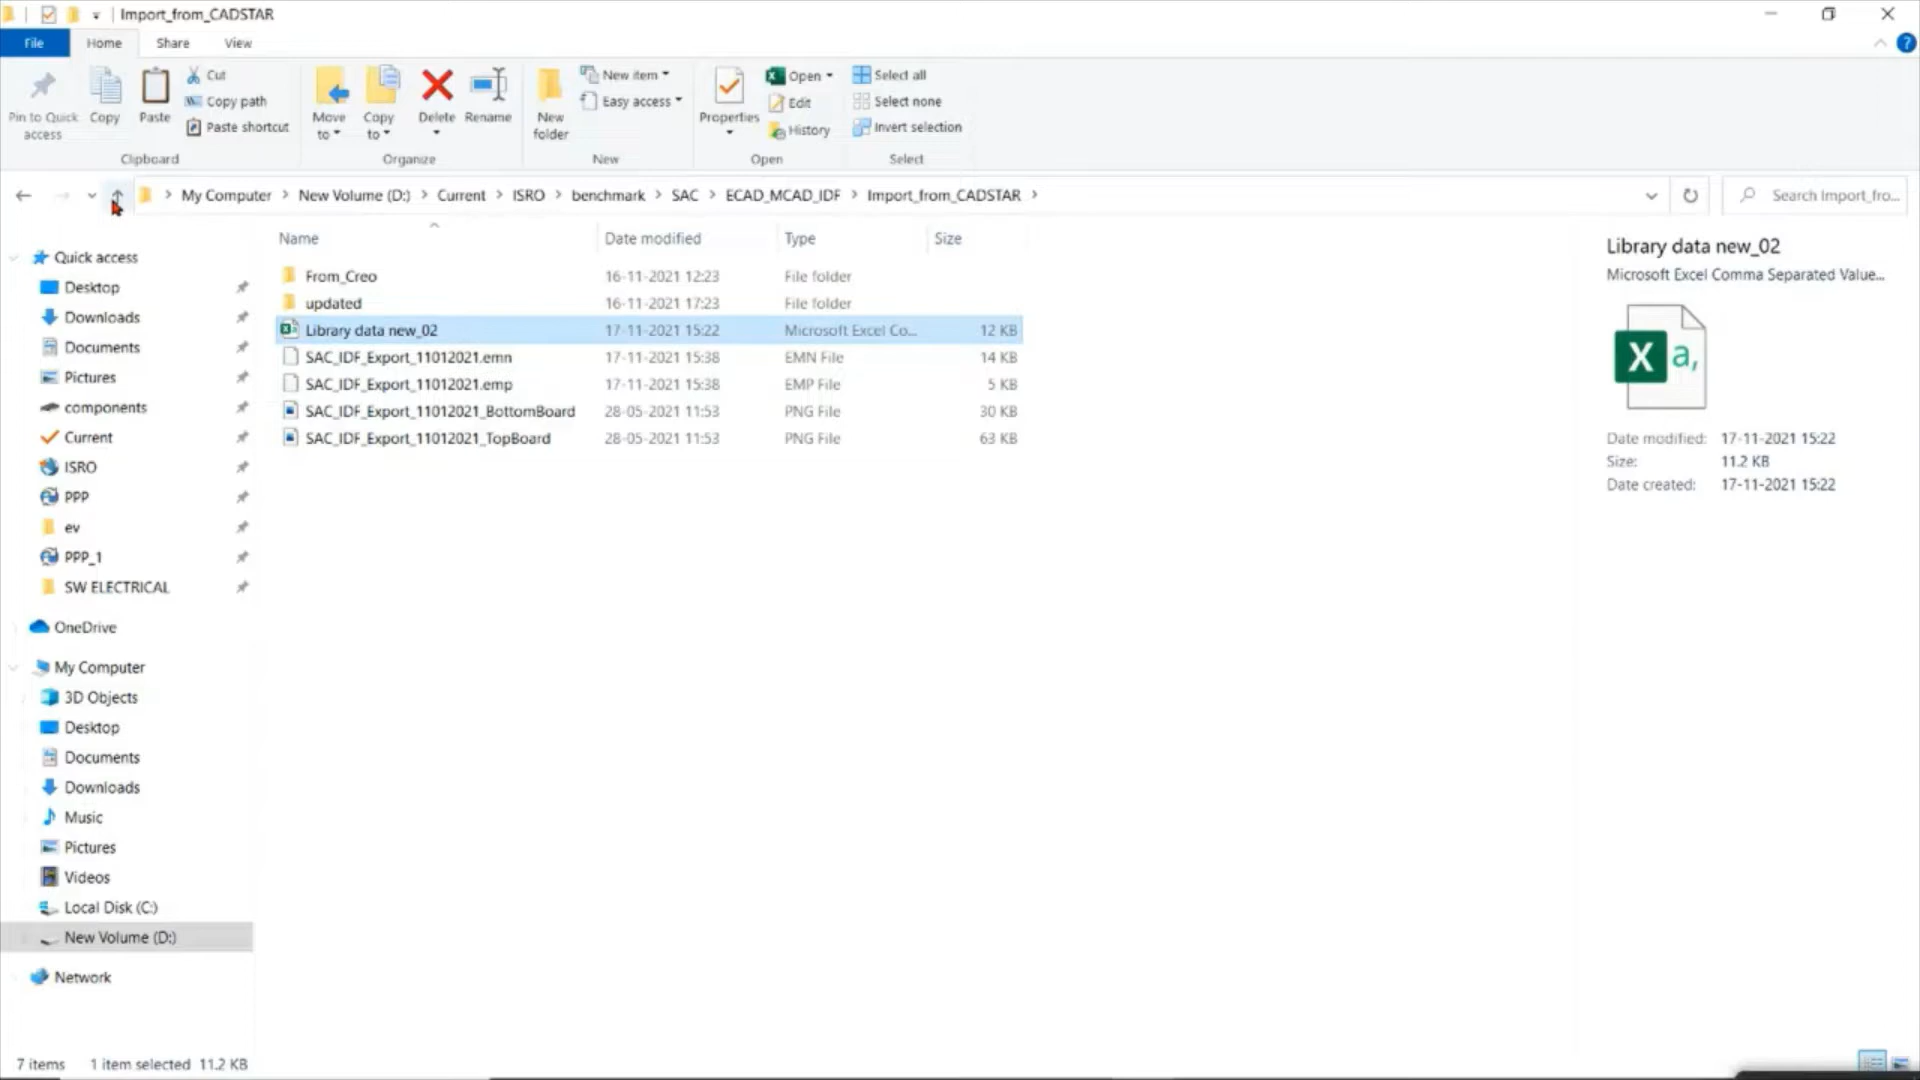 Import_from_CADSTAR
File Home Share View
Pin to Quick access
Copy
Paste
Cut
Copy path
Paste shortcut
Clipboard
Move to
Copy to
Delete
Rename
Organize
New folder
New item
Easy access
New
Properties
Open
Edit
History
Open
Select all
Select none
Invert selection
Select
My Computer > New Volume (D:) > Current > ISRO > benchmark > SAC > ECAD_MCAD_IDF > Import_from_CADSTAR >
Search Import_fro...
Quick access
Desktop
Downloads
Documents
Pictures
components
Current
ISRO
PPP
ev
PPP_1
SW ELECTRICAL
OneDrive
My Computer
3D Objects
Desktop
Documents
Downloads
Music
Pictures
Videos
Local Disk (C:)
New Volume (D:)
Network
Name Date modified Type Size
From_Creo 16-11-2021 12:23 File folder
updated 16-11-2021 17:23 File folder
Library data new_02 17-11-2021 15:22 Microsoft Excel Co... 12 KB
SAC_IDF_Export_11012021.emn 17-11-2021 15:38 EMN File 14 KB
SAC_IDF_Export_11012021.emp 17-11-2021 15:38 EMP File 5 KB
SAC_IDF_Export_11012021_BottomBoard 28-05-2021 11:53 PNG File 30 KB
SAC_IDF_Export_11012021_TopBoard 28-05-2021 11:53 PNG File 63 KB
Library data new_02
Microsoft Excel Comma Separated Value...
X a,
Date modified: 17-11-2021 15:22
Size: 11.2 KB
Date created: 17-11-2021 15:22
7 items 1 item selected 11.2 KB